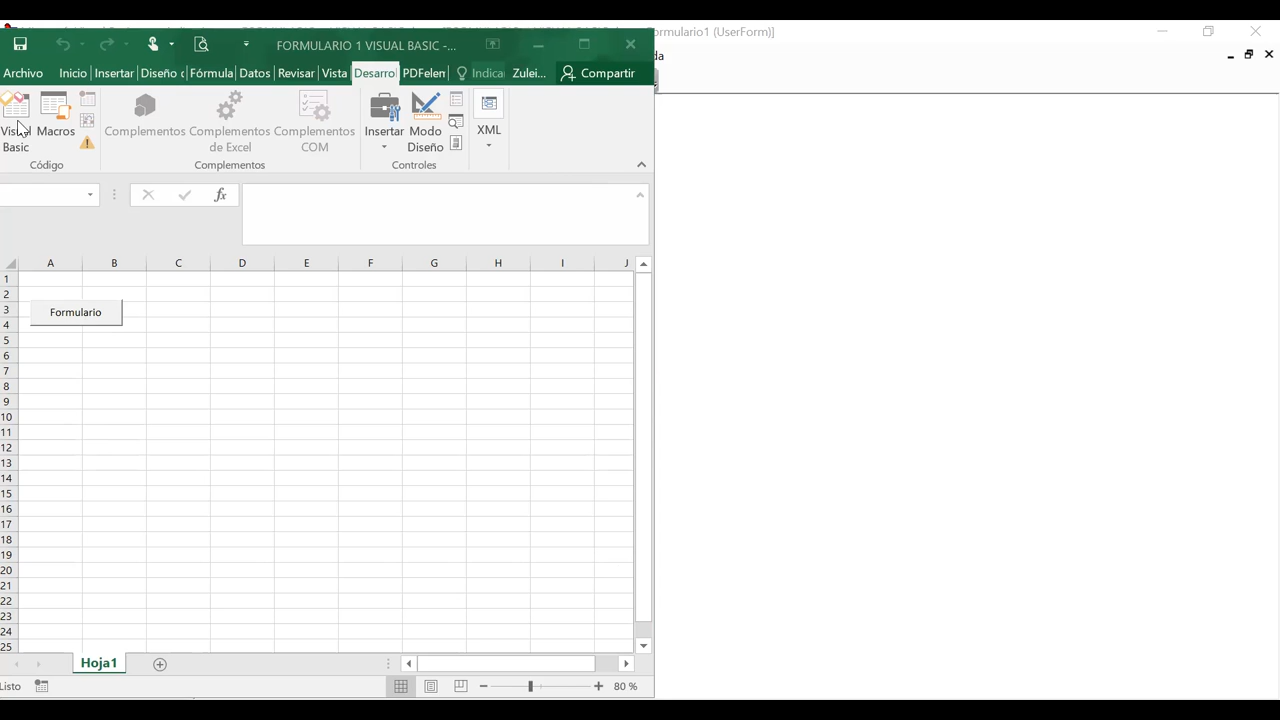 FORMULARIO 1 VISUAL BASIC -...
ormulario1 (UserForm)]
da
Archivo Inicio Insertar Diseño c Fórmula Datos Revisar Vista Desarrol PDFelem Indica Zulei... Compartir
Visual Basic
Macros
Complementos
Complementos de Excel
Complementos COM
Insertar
Modo Diseño
XML
Código
Complementos
Controles
fx
A B C D E F G H I J
1
2
3
Formulario
4
5
6
7
8
9
10
11
12
13
14
15
16
17
18
19
20
21
22
23
24
25
Hoja1
Listo
80 %